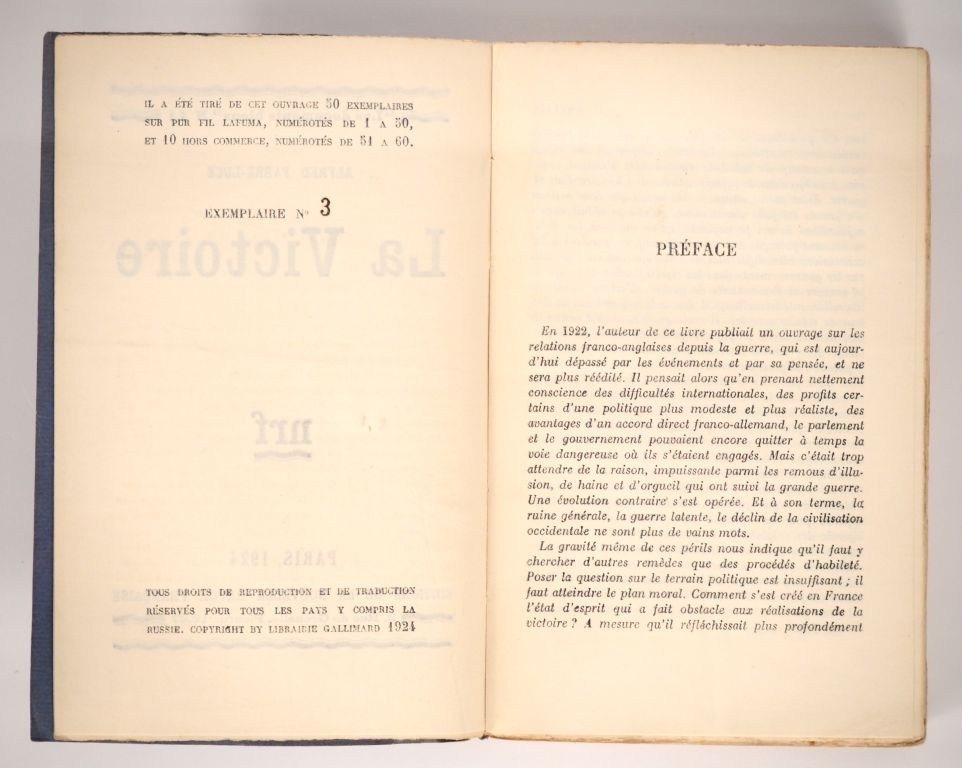 IL A ÉTÉ TIRÉ DE CET OUVRAGE 50 EXEMPLAIRES
SUR PUR FIL LAFUMA, NUMÉROTÉS DE 1 A 50,
ET 10 HORS COMMERCE, NUMÉROTÉS DE 51 A 60.
EXEMPLAIRE N° 3
ALFRED FABRE-LUCE
La Victoire
nrf
PARIS, 1924
TOUS DROITS DE REPRODUCTION ET DE TRADUCTION
RÉSERVÉS POUR TOUS LES PAYS Y COMPRIS LA
RUSSIE. COPYRIGHT BY LIBRAIRIE GALLIMARD 1924
PRÉFACE
En 1922, l'auteur de ce livre publiait un ouvrage sur les
relations franco-anglaises depuis la guerre, qui est aujour-
d'hui dépassé par les événements et par sa pensée, et ne
sera plus réédité. Il pensait alors qu'en prenant nettement
conscience des difficultés internationales, des profits cer-
tains d'une politique plus modeste et plus réaliste, des
avantages d'un accord direct franco-allemand, le parlement
et le gouvernement pouvaient encore quitter à temps la
voie dangereuse où ils s'étaient engagés. Mais c'était trop
attendre de la raison, impuissante parmi les remous d'illu-
sion, de haine et d'orgueil qui ont suivi la grande guerre.
Une évolution contraire s'est opérée. Et à son terme, la
ruine générale, la guerre latente, le déclin de la civilisation
occidentale ne sont plus de vains mots.
La gravité même de ces périls nous indique qu'il faut y
chercher d'autres remèdes que des procédés d'habileté.
Poser la question sur le terrain politique est insuffisant ; il
faut atteindre le plan moral. Comment s'est créé en France
l'état d'esprit qui a fait obstacle aux réalisations de la
victoire ? A mesure qu'il réfléchissait plus profondément